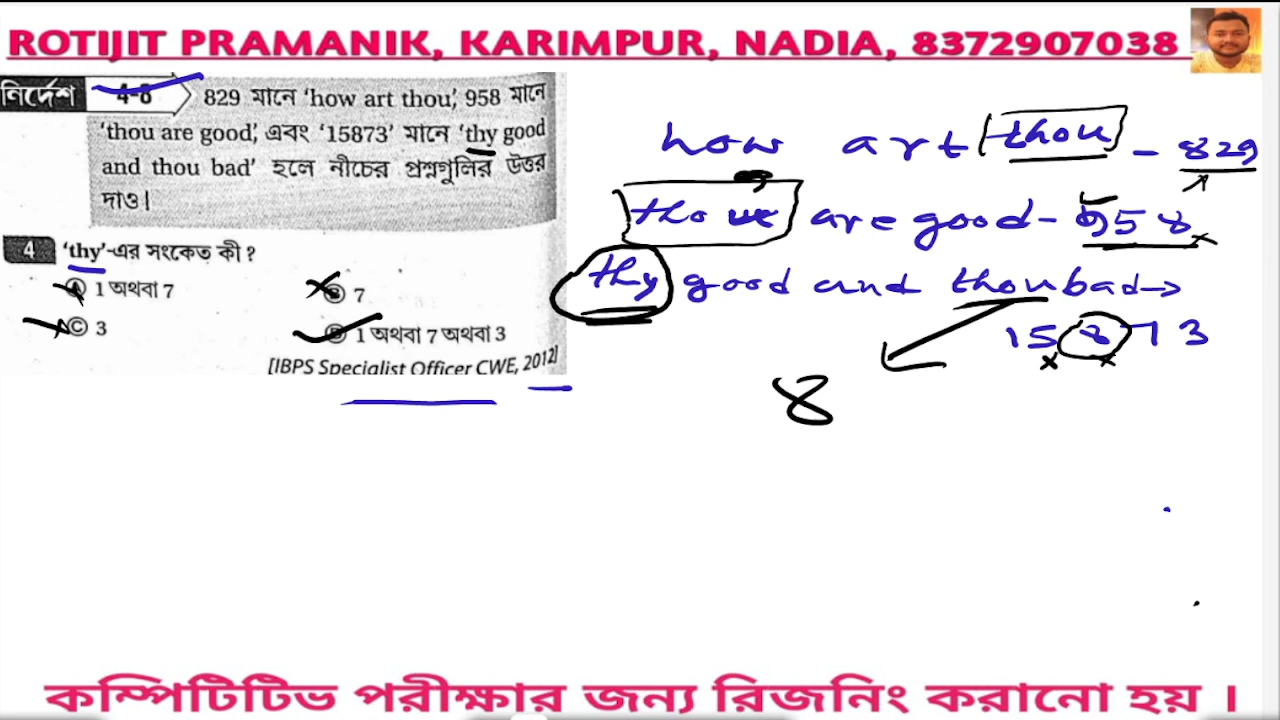 ROTIJIT PRAMANIK, KARIMPUR, NADIA, 8372907038
নির্দেশ 4-8 829 মানে ‘how art thou’, 958 মানে
‘thou are good’, এবং ‘15873’ মানে ‘thy good
and thou bad’ হলে নীচের প্রশ্নগুলির উত্তর
দাও।
4 ‘thy’-এর সংকেত কী ?
A 1 অথবা 7 B 7
C 3 D 1 অথবা 7 অথবা 3
[IBPS Specialist Officer CWE, 2012]
how art thou - 829
thou are good - 958
thy good and thou bad →
15873
8
কম্পিটিটিভ পরীক্ষার জন্য রিজনিং করানো হয় ।